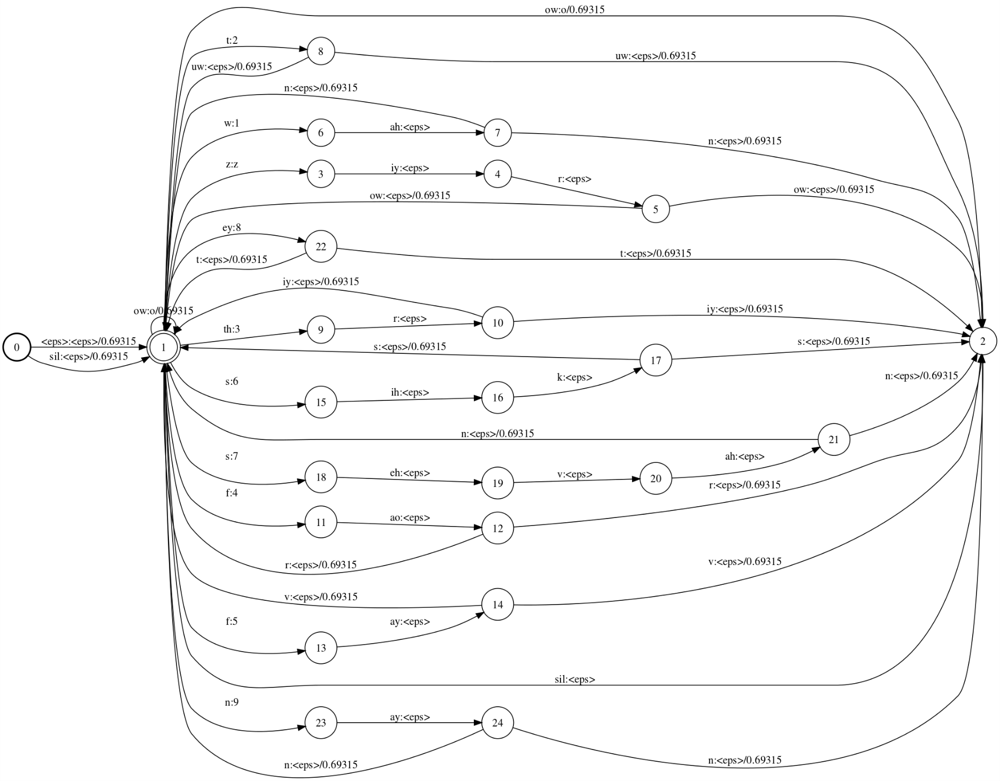 ow:o/0.69315
t:2
8
uw:<eps>/0.69315
uw:<eps>/0.69315
n:<eps>/0.69315
w:1
6
ah:<eps>
7
n:<eps>/0.69315
z:z
3
iy:<eps>
4
r:<eps>
ow:<eps>/0.69315
5
ow:<eps>/0.69315
ey:8
22
t:<eps>/0.69315
t:<eps>/0.69315
iy:<eps>/0.69315
ow:o/0.69315
th:3
9
r:<eps>
10
iy:<eps>/0.69315
0
<eps>:<eps>/0.69315
sil:<eps>/0.69315
1
s:<eps>/0.69315
17
s:<eps>/0.69315
2
s:6
15
ih:<eps>
16
k:<eps>
n:<eps>/0.69315
n:<eps>/0.69315
21
s:7
18
eh:<eps>
19
v:<eps>
20
ah:<eps>
f:4
11
ao:<eps>
12
r:<eps>/0.69315
r:<eps>/0.69315
v:<eps>/0.69315
14
v:<eps>/0.69315
f:5
13
ay:<eps>
sil:<eps>
n:9
23
ay:<eps>
24
n:<eps>/0.69315
n:<eps>/0.69315